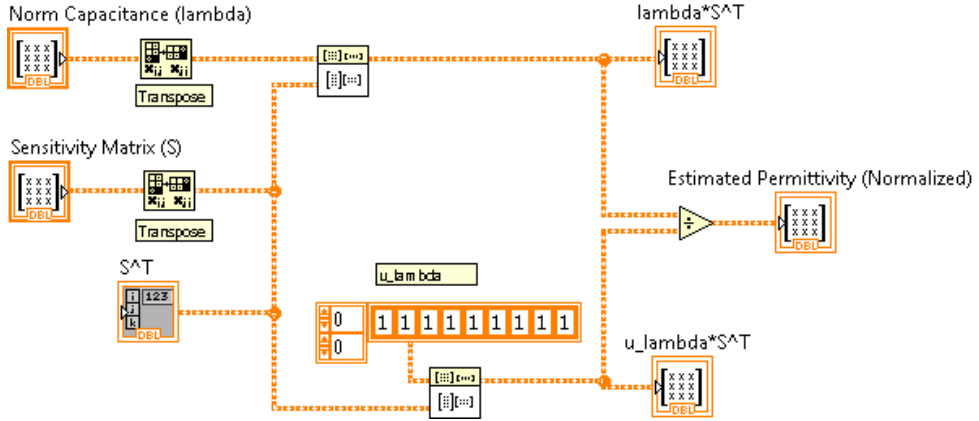 Norm Capacitance (lambda)
lambda*S^T
DBL
DBL
Transpose
Sensitivity Matrix (S)
DBL
Transpose
Estimated Permittivity (Normalized)
DBL
S^T
i
j
k
123
DBL
u_lambda
0
0
1 1 1 1 1 1 1 1 1
u_lambda*S^T
DBL